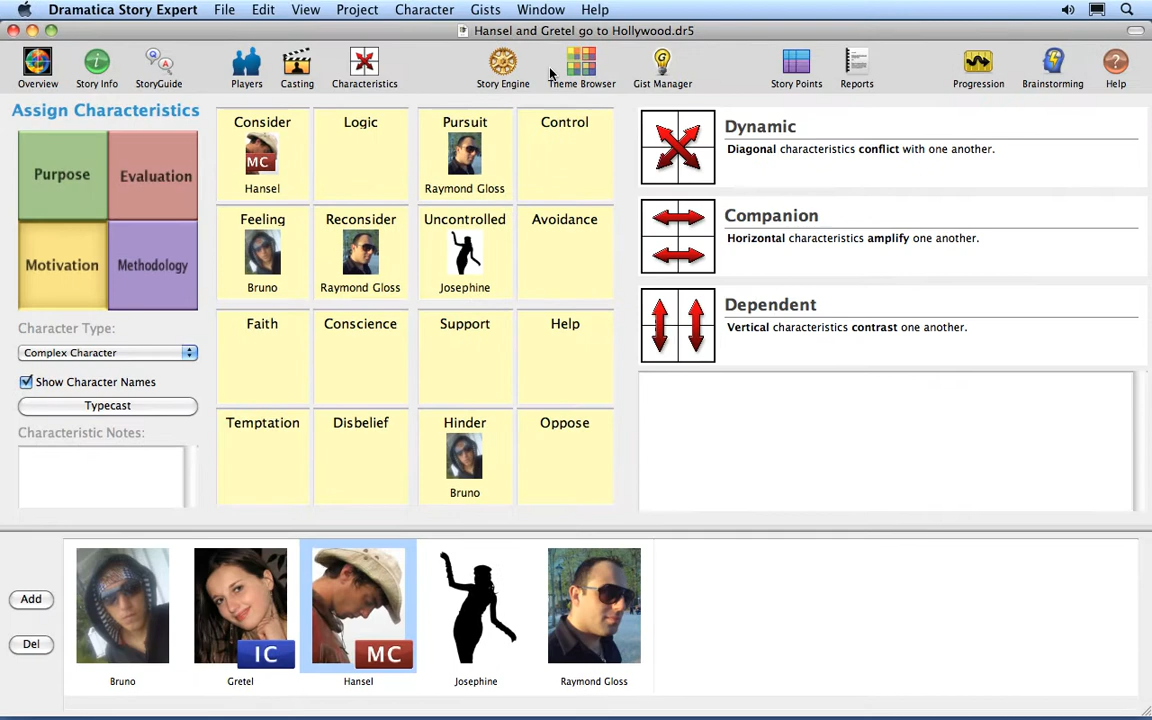 Dramatica Story Expert File Edit View Project Character Gists Window Help
Hansel and Gretel go to Hollywood.dr5
Overview Story Info StoryGuide Players Casting Characteristics Story Engine Theme Browser Gist Manager Story Points Reports Progression Brainstorming Help
Assign Characteristics
Purpose Evaluation
Motivation Methodology
Character Type:
Complex Character
Show Character Names
Typecast
Characteristic Notes:
Consider Logic Pursuit Control
MC
Hansel Raymond Gloss
Feeling Reconsider Uncontrolled Avoidance
Bruno Raymond Gloss Josephine
Faith Conscience Support Help
Temptation Disbelief Hinder Oppose
Bruno
Dynamic
Diagonal characteristics conflict with one another.
Companion
Horizontal characteristics amplify one another.
Dependent
Vertical characteristics contrast one another.
Add
Del
IC MC
Bruno Gretel Hansel Josephine Raymond Gloss